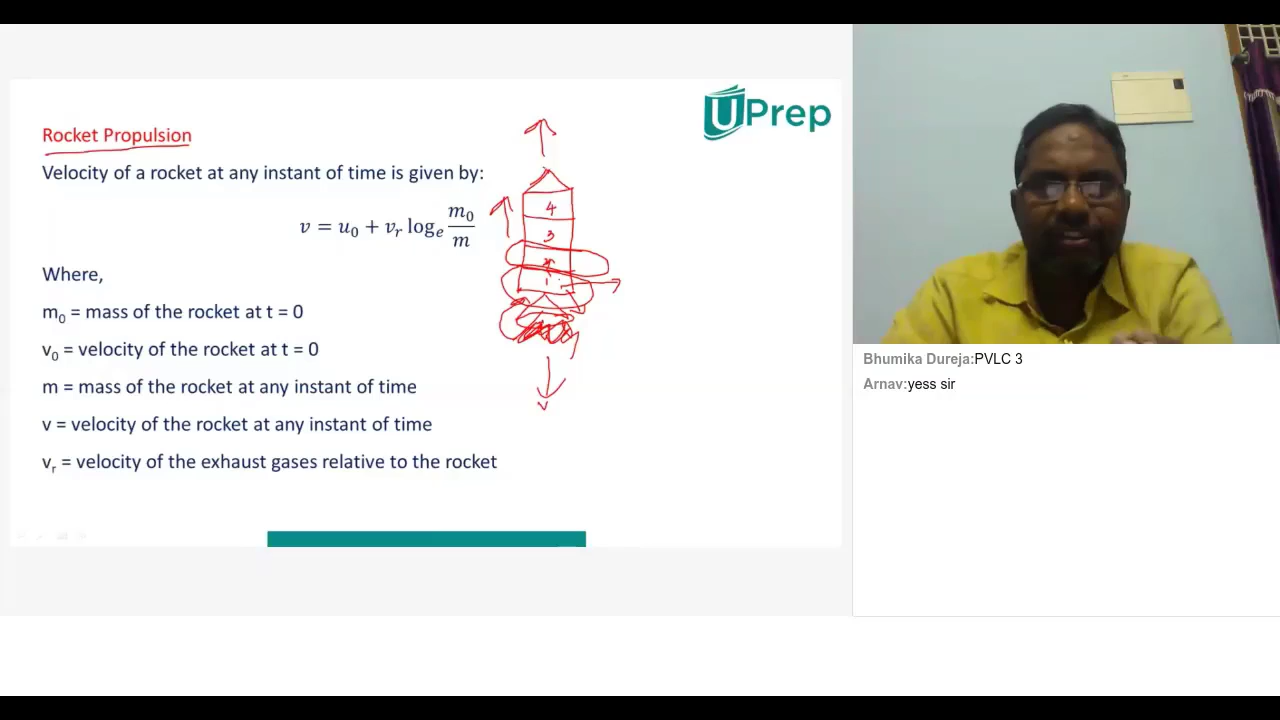 UPrep
Rocket Propulsion
Velocity of a rocket at any instant of time is given by:
v = u₀ + vᵣ logₑ m₀/m
Where,
m₀ = mass of the rocket at t = 0
v₀ = velocity of the rocket at t = 0
m = mass of the rocket at any instant of time
v = velocity of the rocket at any instant of time
vᵣ = velocity of the exhaust gases relative to the rocket
4
3
1
Bhumika Dureja:PVLC 3
Arnav:yess sir